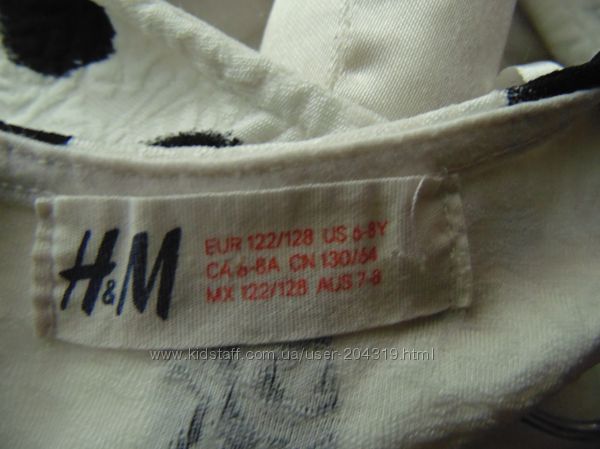 H&M
EUR 122/128 US 6-8Y
CA 6-8A CN 130/64
MX 122/128 AUS 7-8
www.kidstaff.com.ua/user-204319.html